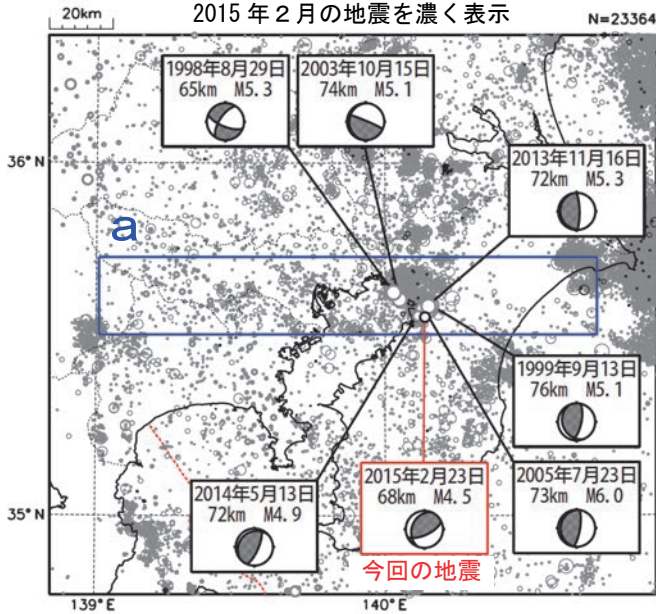 20km
2015年２月の地震を濃く表示
N=23364
1998年8月29日
65km M5.3
2003年10月15日
74km M5.1
2013年11月16日
72km M5.3
36°N
a
1999年9月13日
76km M5.1
2014年5月13日
72km M4.9
2015年2月23日
68km M4.5
今回の地震
2005年7月23日
73km M6.0
35°N
139°E
140°E